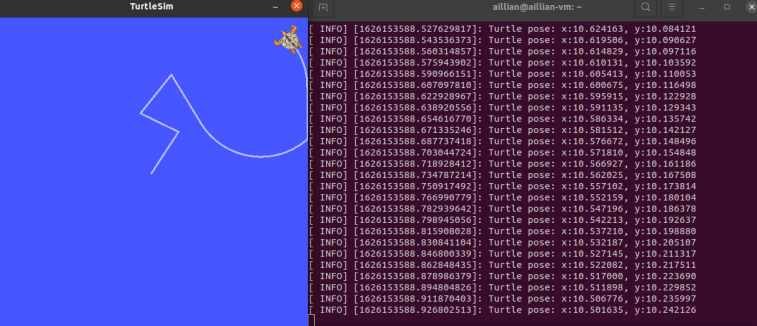 TurtleSim
aillian@aillian-vm: ~
[ INFO] [1626153588.527629817]: Turtle pose: x:10.624163, y:10.084121
[ INFO] [1626153588.543536373]: Turtle pose: x:10.619506, y:10.090627
[ INFO] [1626153588.560314857]: Turtle pose: x:10.614829, y:10.097116
[ INFO] [1626153588.575943902]: Turtle pose: x:10.610131, y:10.103592
[ INFO] [1626153588.590966151]: Turtle pose: x:10.605413, y:10.110053
[ INFO] [1626153588.607097810]: Turtle pose: x:10.600675, y:10.116498
[ INFO] [1626153588.622928967]: Turtle pose: x:10.595915, y:10.122928
[ INFO] [1626153588.638920556]: Turtle pose: x:10.591135, y:10.129343
[ INFO] [1626153588.654616770]: Turtle pose: x:10.586334, y:10.135742
[ INFO] [1626153588.671335246]: Turtle pose: x:10.581512, y:10.142127
[ INFO] [1626153588.687737418]: Turtle pose: x:10.576672, y:10.148496
[ INFO] [1626153588.703044724]: Turtle pose: x:10.571810, y:10.154848
[ INFO] [1626153588.718928412]: Turtle pose: x:10.566927, y:10.161186
[ INFO] [1626153588.734787214]: Turtle pose: x:10.562025, y:10.167508
[ INFO] [1626153588.750917492]: Turtle pose: x:10.557102, y:10.173814
[ INFO] [1626153588.766990779]: Turtle pose: x:10.552159, y:10.180104
[ INFO] [1626153588.782939642]: Turtle pose: x:10.547196, y:10.186378
[ INFO] [1626153588.798945056]: Turtle pose: x:10.542213, y:10.192637
[ INFO] [1626153588.815908028]: Turtle pose: x:10.537210, y:10.198880
[ INFO] [1626153588.830841104]: Turtle pose: x:10.532187, y:10.205107
[ INFO] [1626153588.846800339]: Turtle pose: x:10.527145, y:10.211317
[ INFO] [1626153588.862848435]: Turtle pose: x:10.522082, y:10.217511
[ INFO] [1626153588.878986379]: Turtle pose: x:10.517000, y:10.223690
[ INFO] [1626153588.894804826]: Turtle pose: x:10.511898, y:10.229852
[ INFO] [1626153588.911870403]: Turtle pose: x:10.506776, y:10.235997
[ INFO] [1626153588.926802513]: Turtle pose: x:10.501635, y:10.242126